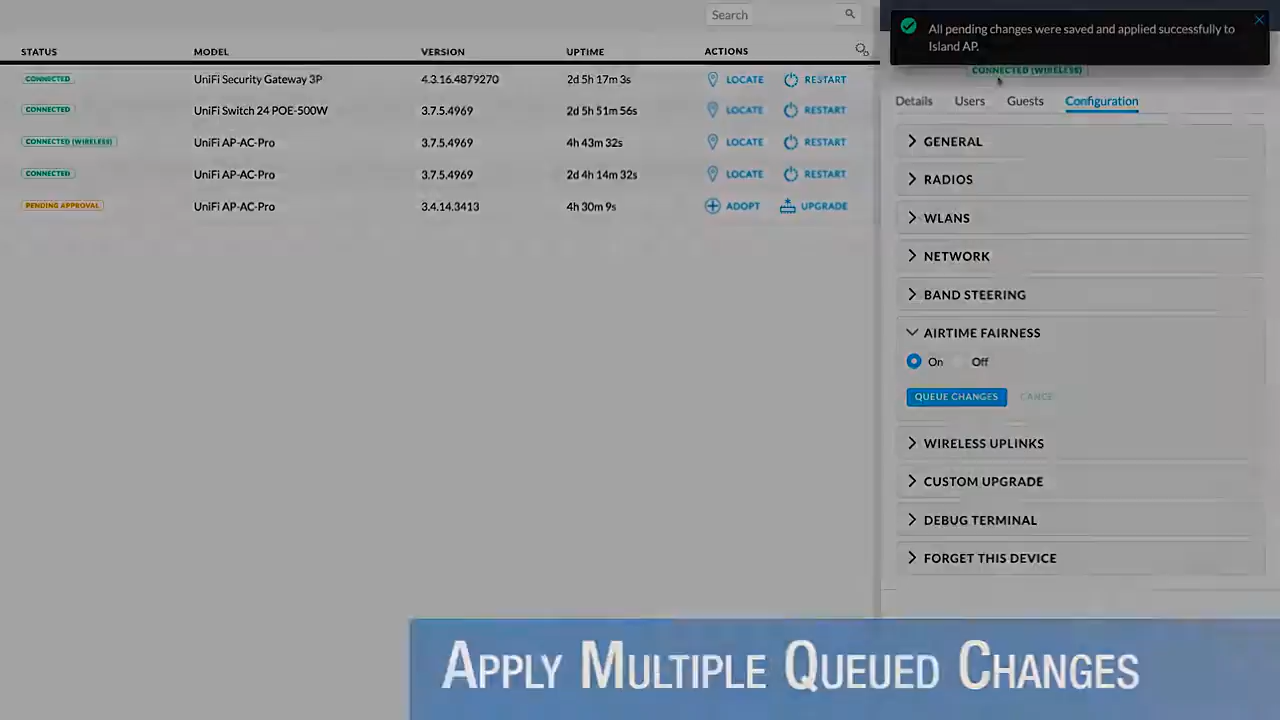 Search
All pending changes were saved and applied successfully to
Island AP.
CONNECTED (WIRELESS)
STATUS MODEL VERSION UPTIME ACTIONS
CONNECTED UniFi Security Gateway 3P 4.3.16.4879270 2d 5h 17m 3s LOCATE RESTART
CONNECTED UniFi Switch 24 POE-500W 3.7.5.4969 2d 5h 51m 56s LOCATE RESTART
CONNECTED (WIRELESS) UniFi AP-AC-Pro 3.7.5.4969 4h 43m 32s LOCATE RESTART
CONNECTED UniFi AP-AC-Pro 3.7.5.4969 2d 4h 14m 32s LOCATE RESTART
PENDING APPROVAL UniFi AP-AC-Pro 3.4.14.3413 4h 30m 9s ADOPT UPGRADE
Details Users Guests Configuration
GENERAL
RADIOS
WLANS
NETWORK
BAND STEERING
AIRTIME FAIRNESS
On Off
QUEUE CHANGES CANCEL
WIRELESS UPLINKS
CUSTOM UPGRADE
DEBUG TERMINAL
FORGET THIS DEVICE
APPLY MULTIPLE QUEUED CHANGES